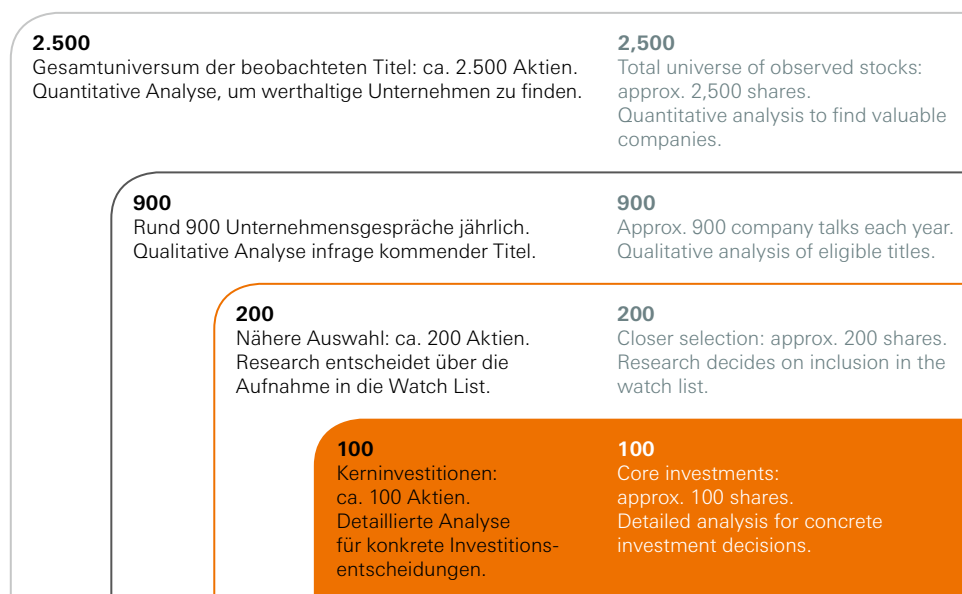 2.500
Gesamtuniversum der beobachteten Titel: ca. 2.500 Aktien.
Quantitative Analyse, um werthaltige Unternehmen zu finden.
2,500
Total universe of observed stocks:
approx. 2,500 shares.
Quantitative analysis to find valuable
companies.
900
Rund 900 Unternehmensgespräche jährlich.
Qualitative Analyse infrage kommender Titel.
900
Approx. 900 company talks each year.
Qualitative analysis of eligible titles.
200
Nähere Auswahl: ca. 200 Aktien.
Research entscheidet über die
Aufnahme in die Watch List.
200
Closer selection: approx. 200 shares.
Research decides on inclusion in the
watch list.
100
Kerninvestitionen:
ca. 100 Aktien.
Detaillierte Analyse
für konkrete Investitions-
entscheidungen.
100
Core investments:
approx. 100 shares.
Detailed analysis for concrete
investment decisions.